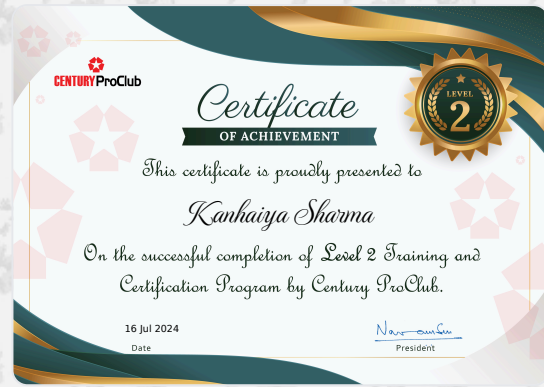 CENTURY ProClub
Certificate
OF ACHIEVEMENT
LEVEL
2
This certificate is proudly presented to
Kanhaiya Sharma
On the successful completion of Level 2 Training and
Certification Program by Century ProClub.
16 Jul 2024
Date
President